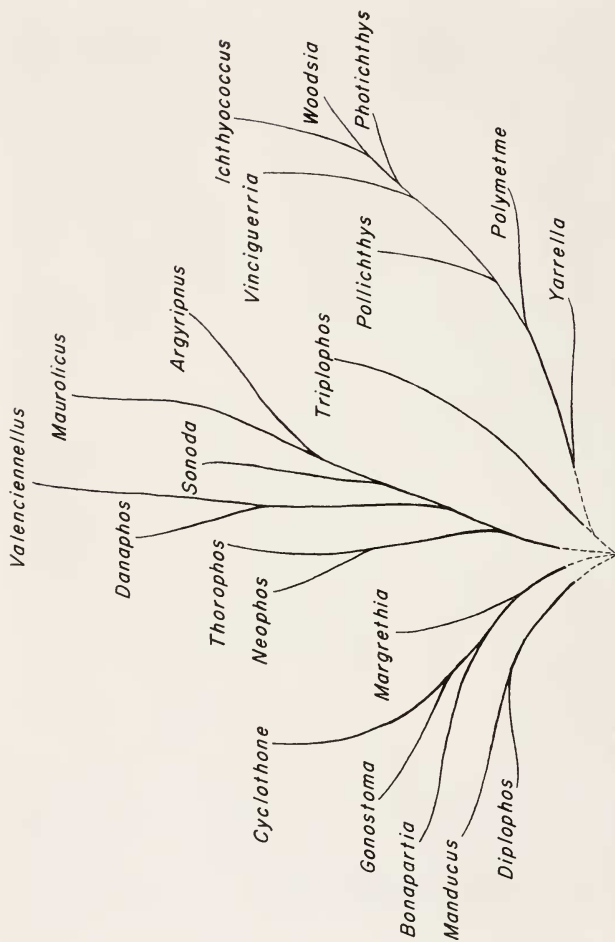 Valenciennellus
Maurolicus
Danaphos
Argyripnus
Sonoda
Thorophos
Neophos
Ichthyococcus
Woodsia
Photichthys
Vinciguerria
Pollichthys
Polymetme
Yarrella
Triplophos
Margrethia
Cyclothone
Gonostoma
Bonapartia
Manducus
Diplophos